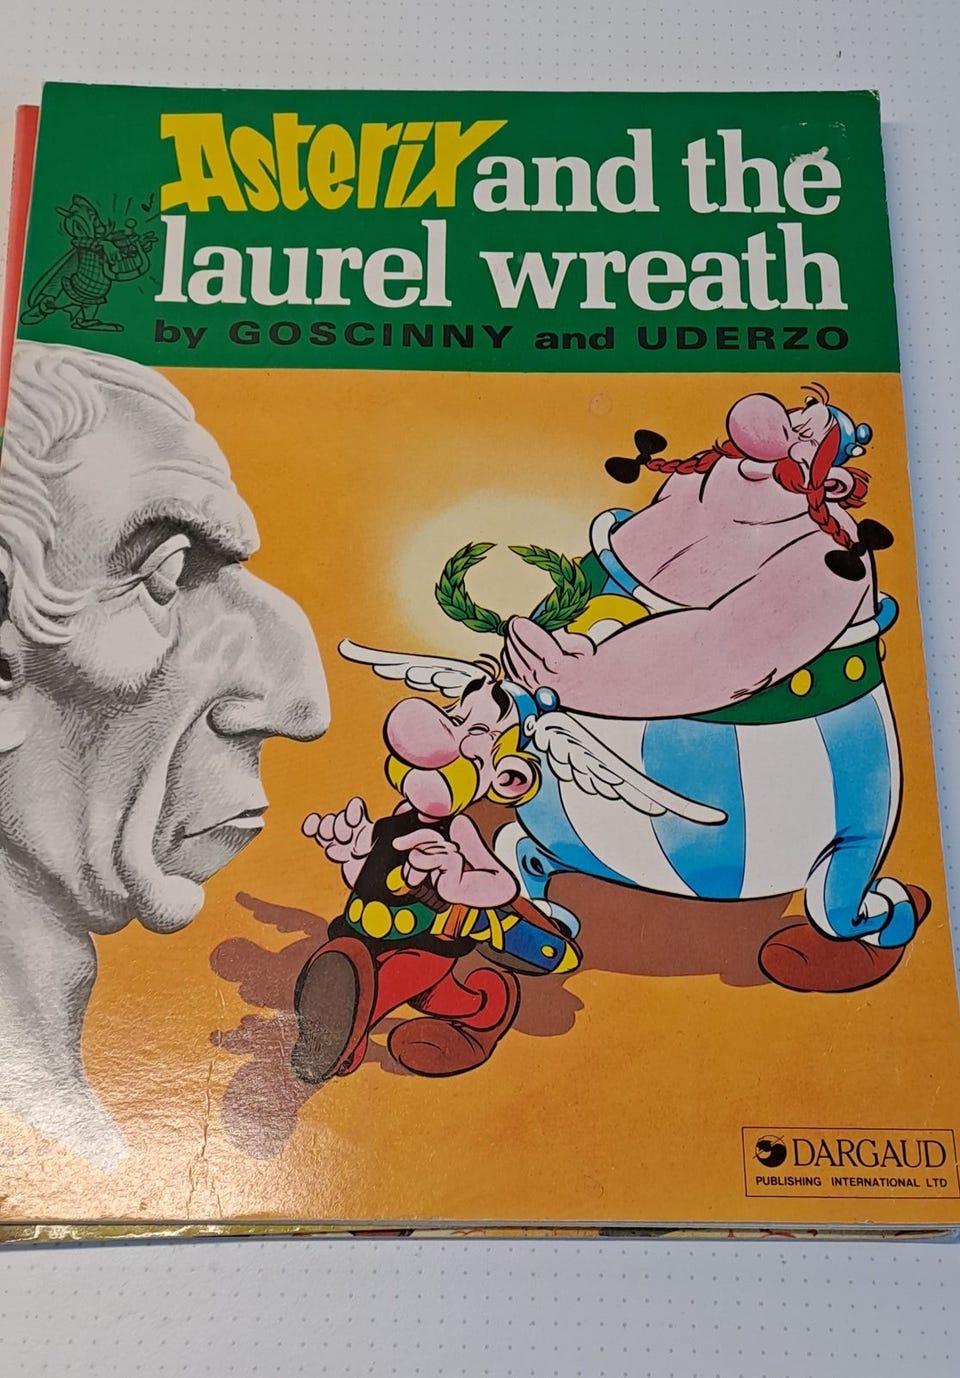 Asterix and the
laurel wreath
by GOSCINNY and UDERZO
DARGAUD
PUBLISHING INTERNATIONAL LTD